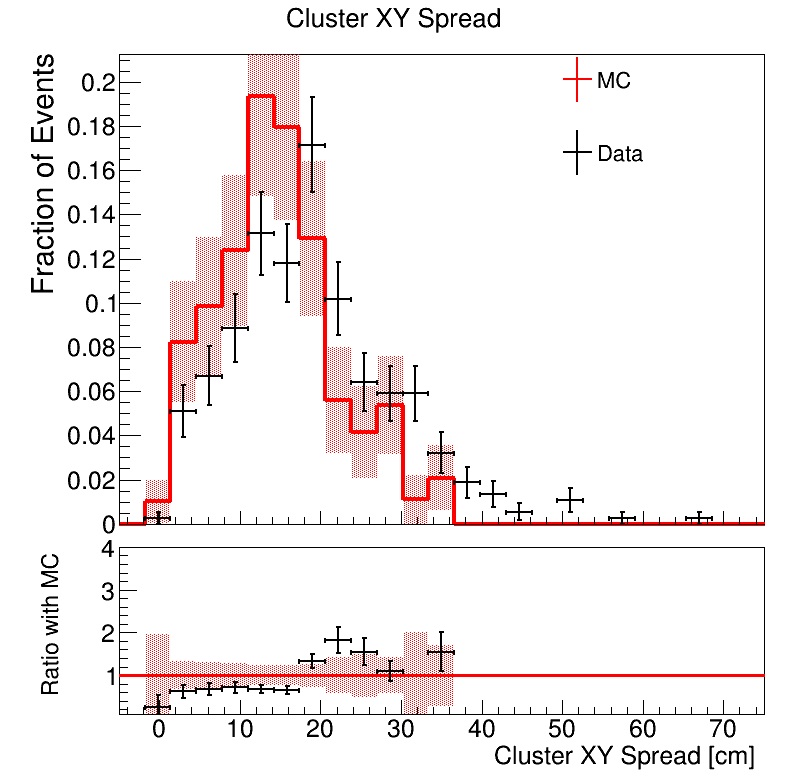 Cluster XY Spread
Fraction of Events
0.2
0.18
0.16
0.14
0.12
0.1
0.08
0.06
0.04
0.02
0
MC
Data
Ratio with MC
4
3
2
1
0 10 20 30 40 50 60 70
Cluster XY Spread [cm]